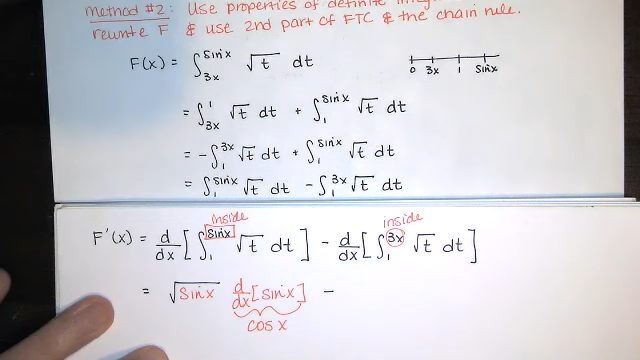 Method #2: Use properties of definite
rewrite F & use 2nd part of FTC & the chain rule.
F(x) = ∫_{3x}^{sin x} √t dt
0 3x 1 sin x
= ∫_{3x}^{1} √t dt + ∫_{1}^{sin x} √t dt
= -∫_{1}^{3x} √t dt + ∫_{1}^{sin x} √t dt
= ∫_{1}^{sin x} √t dt - ∫_{1}^{3x} √t dt
inside inside
F'(x) = d/dx [∫_{1}^{sin x} √t dt] - d/dx [∫_{1}^{3x} √t dt]
= √sin x d/dx [sin x] -
cos x